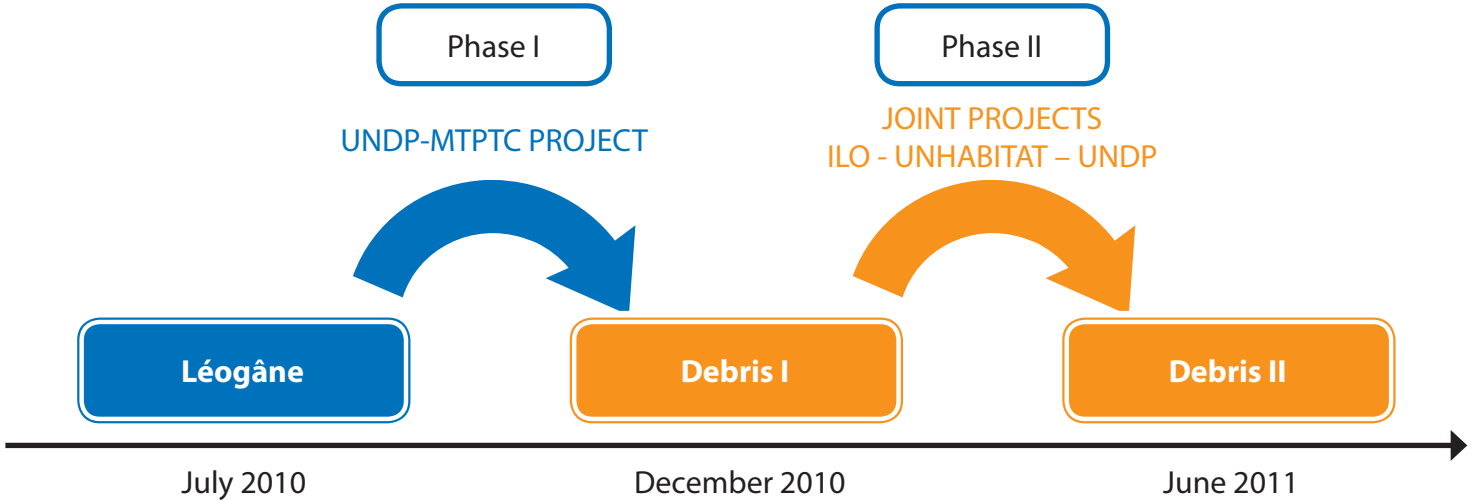 Phase I
Phase II
UNDP-MTPTC PROJECT
JOINT PROJECTS
ILO - UNHABITAT – UNDP
Léogâne
Debris I
Debris II
July 2010
December 2010
June 2011